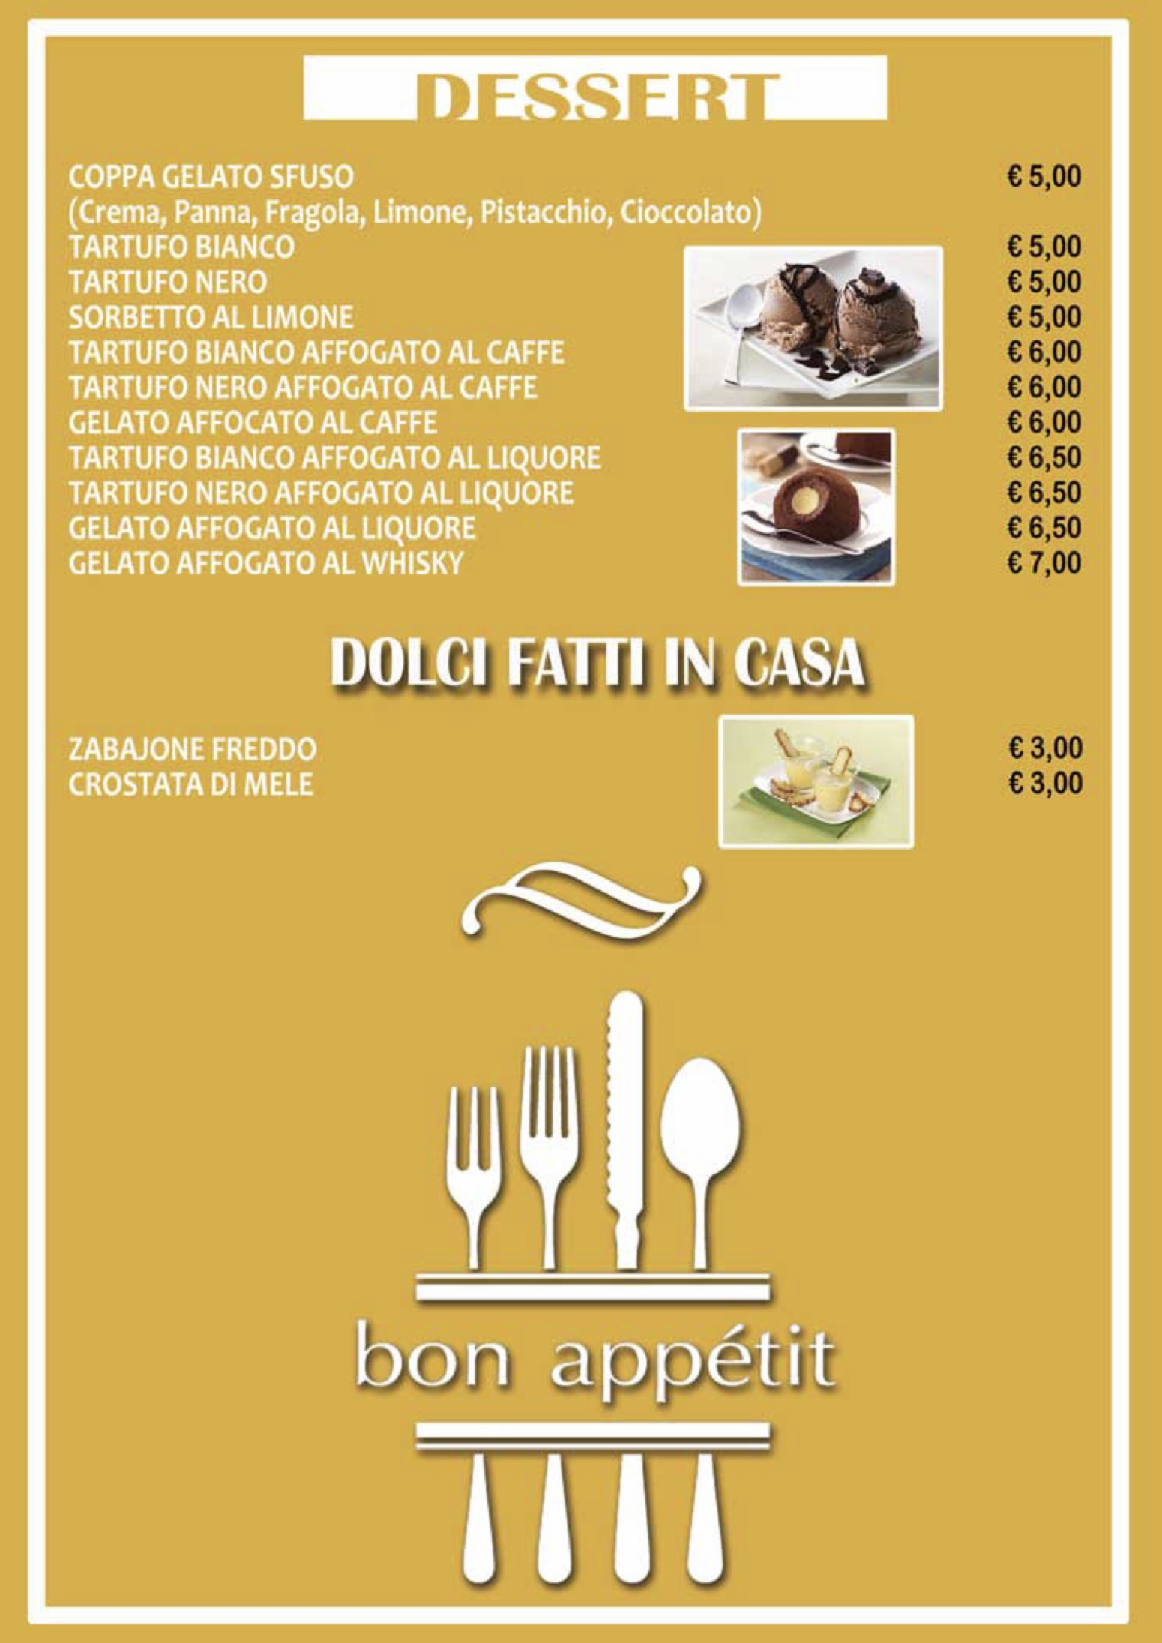 DESSERT
COPPA GELATO SFUSO € 5,00
(Crema, Panna, Fragola, Limone, Pistacchio, Cioccolato)
TARTUFO BIANCO € 5,00
TARTUFO NERO € 5,00
SORBETTO AL LIMONE € 5,00
TARTUFO BIANCO AFFOGATO AL CAFFE € 6,00
TARTUFO NERO AFFOGATO AL CAFFE € 6,00
GELATO AFFOCATO AL CAFFE € 6,00
TARTUFO BIANCO AFFOGATO AL LIQUORE € 6,50
TARTUFO NERO AFFOGATO AL LIQUORE € 6,50
GELATO AFFOGATO AL LIQUORE € 6,50
GELATO AFFOGATO AL WHISKY € 7,00
DOLCI FATTI IN CASA
ZABAJONE FREDDO € 3,00
CROSTATA DI MELE € 3,00
bon appétit